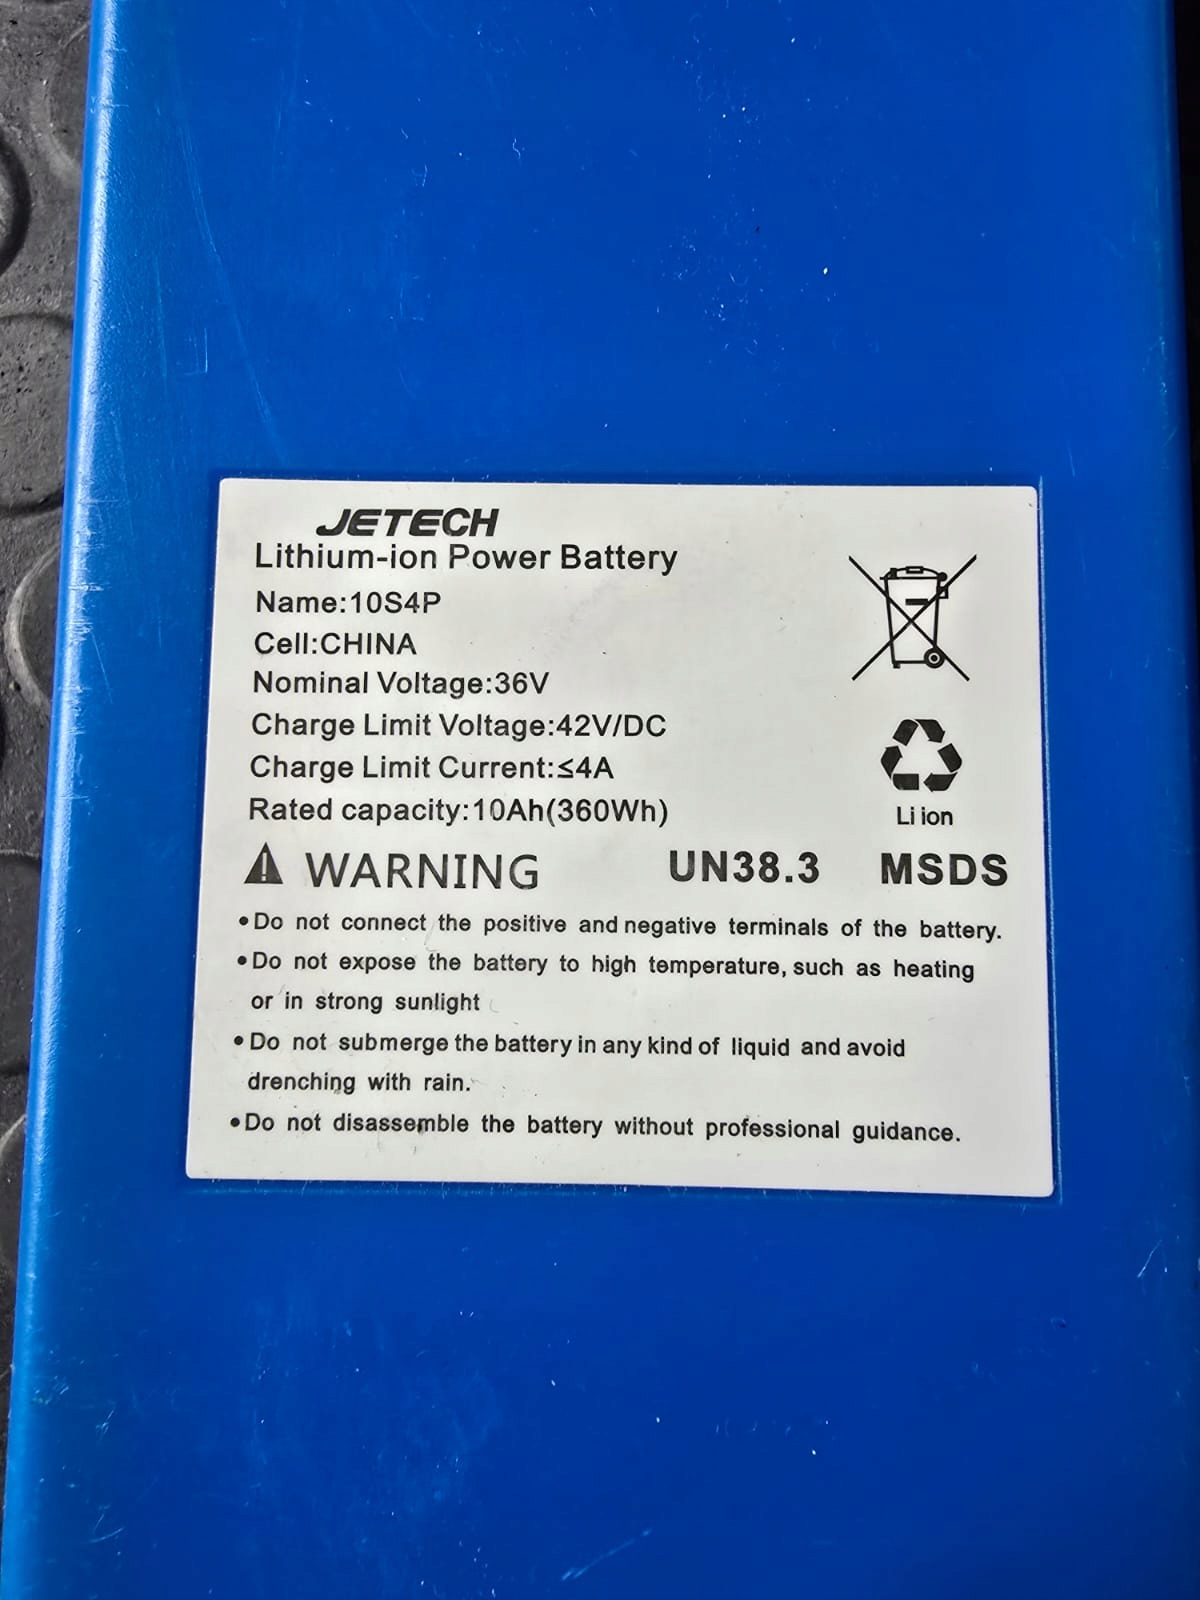 JETECH
Lithium-ion Power Battery
Name:10S4P
Cell:CHINA
Nominal Voltage:36V
Charge Limit Voltage:42V/DC
Charge Limit Current:≤4A
Rated capacity:10Ah(360Wh)
Li ion
WARNING UN38.3 MSDS
•Do not connect the positive and negative terminals of the battery.
•Do not expose the battery to high temperature, such as heating
or in strong sunlight
•Do not submerge the battery in any kind of liquid and avoid
drenching with rain.
•Do not disassemble the battery without professional guidance.